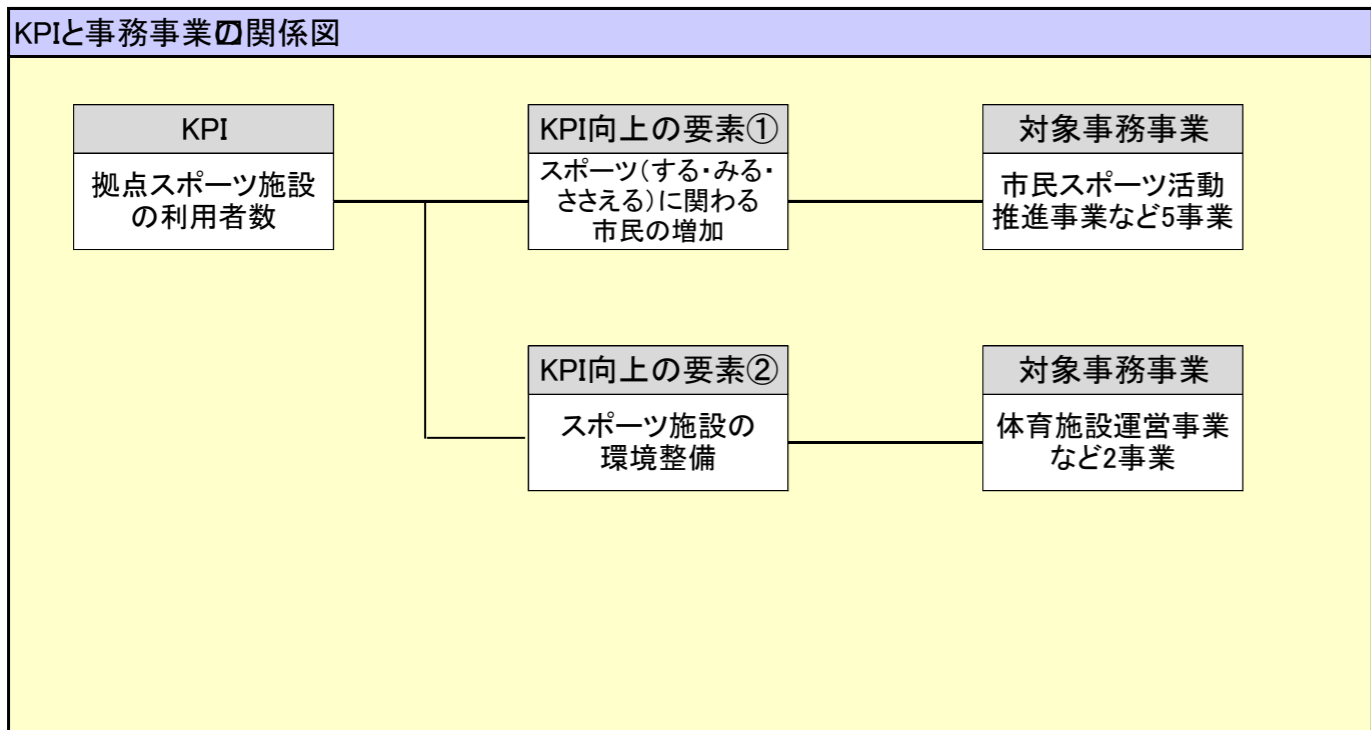 KPIと事務事業の関係図
KPI
拠点スポーツ施設
の利用者数
KPI向上の要素①
スポーツ(する・みる・
ささえる)に関わる
市民の増加
対象事務事業
市民スポーツ活動
推進事業など5事業
KPI向上の要素②
スポーツ施設の
環境整備
対象事務事業
体育施設運営事業
など2事業